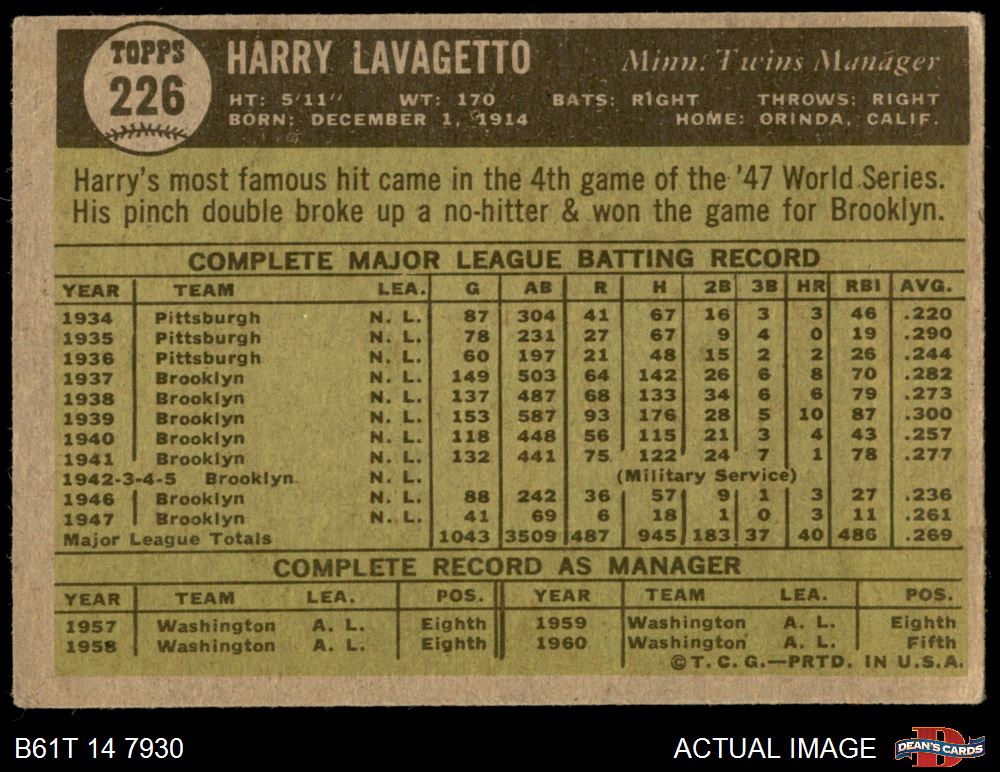 TOPPS
226
HARRY LAVAGETTO Minn. Twins Manager
HT: 5'11" WT: 170 BATS: RIGHT THROWS: RIGHT
BORN: DECEMBER 1, 1914 HOME: ORINDA, CALIF.
Harry's most famous hit came in the 4th game of the '47 World Series.
His pinch double broke up a no-hitter & won the game for Brooklyn.
COMPLETE MAJOR LEAGUE BATTING RECORD
YEAR TEAM LEA. G AB R H 2B 3B HR RBI AVG.
1934 Pittsburgh N. L. 87 304 41 67 16 3 3 46 .220
1935 Pittsburgh N. L. 78 231 27 67 9 4 0 19 .290
1936 Pittsburgh N. L. 60 197 21 48 15 2 2 26 .244
1937 Brooklyn N. L. 149 503 64 142 26 6 8 70 .282
1938 Brooklyn N. L. 137 487 68 133 34 6 6 79 .273
1939 Brooklyn N. L. 153 587 93 176 28 5 10 87 .300
1940 Brooklyn N. L. 118 448 56 115 21 3 4 43 .257
1941 Brooklyn N. L. 132 441 75 122 24 7 1 78 .277
1942-3-4-5 Brooklyn N. L. (Military Service)
1946 Brooklyn N. L. 88 242 36 57 9 1 3 27 .236
1947 Brooklyn N. L. 41 69 6 18 1 0 3 11 .261
Major League Totals 1043 3509 487 945 183 37 40 486 .269
COMPLETE RECORD AS MANAGER
YEAR TEAM LEA. POS. YEAR TEAM LEA. POS.
1957 Washington A. L. Eighth 1959 Washington A. L. Eighth
1958 Washington A. L. Eighth 1960 Washington A. L. Fifth
©T. C. G.—PRTD. IN U.S.A.
B61T 14 7930 ACTUAL IMAGE DEAN'S CARDS